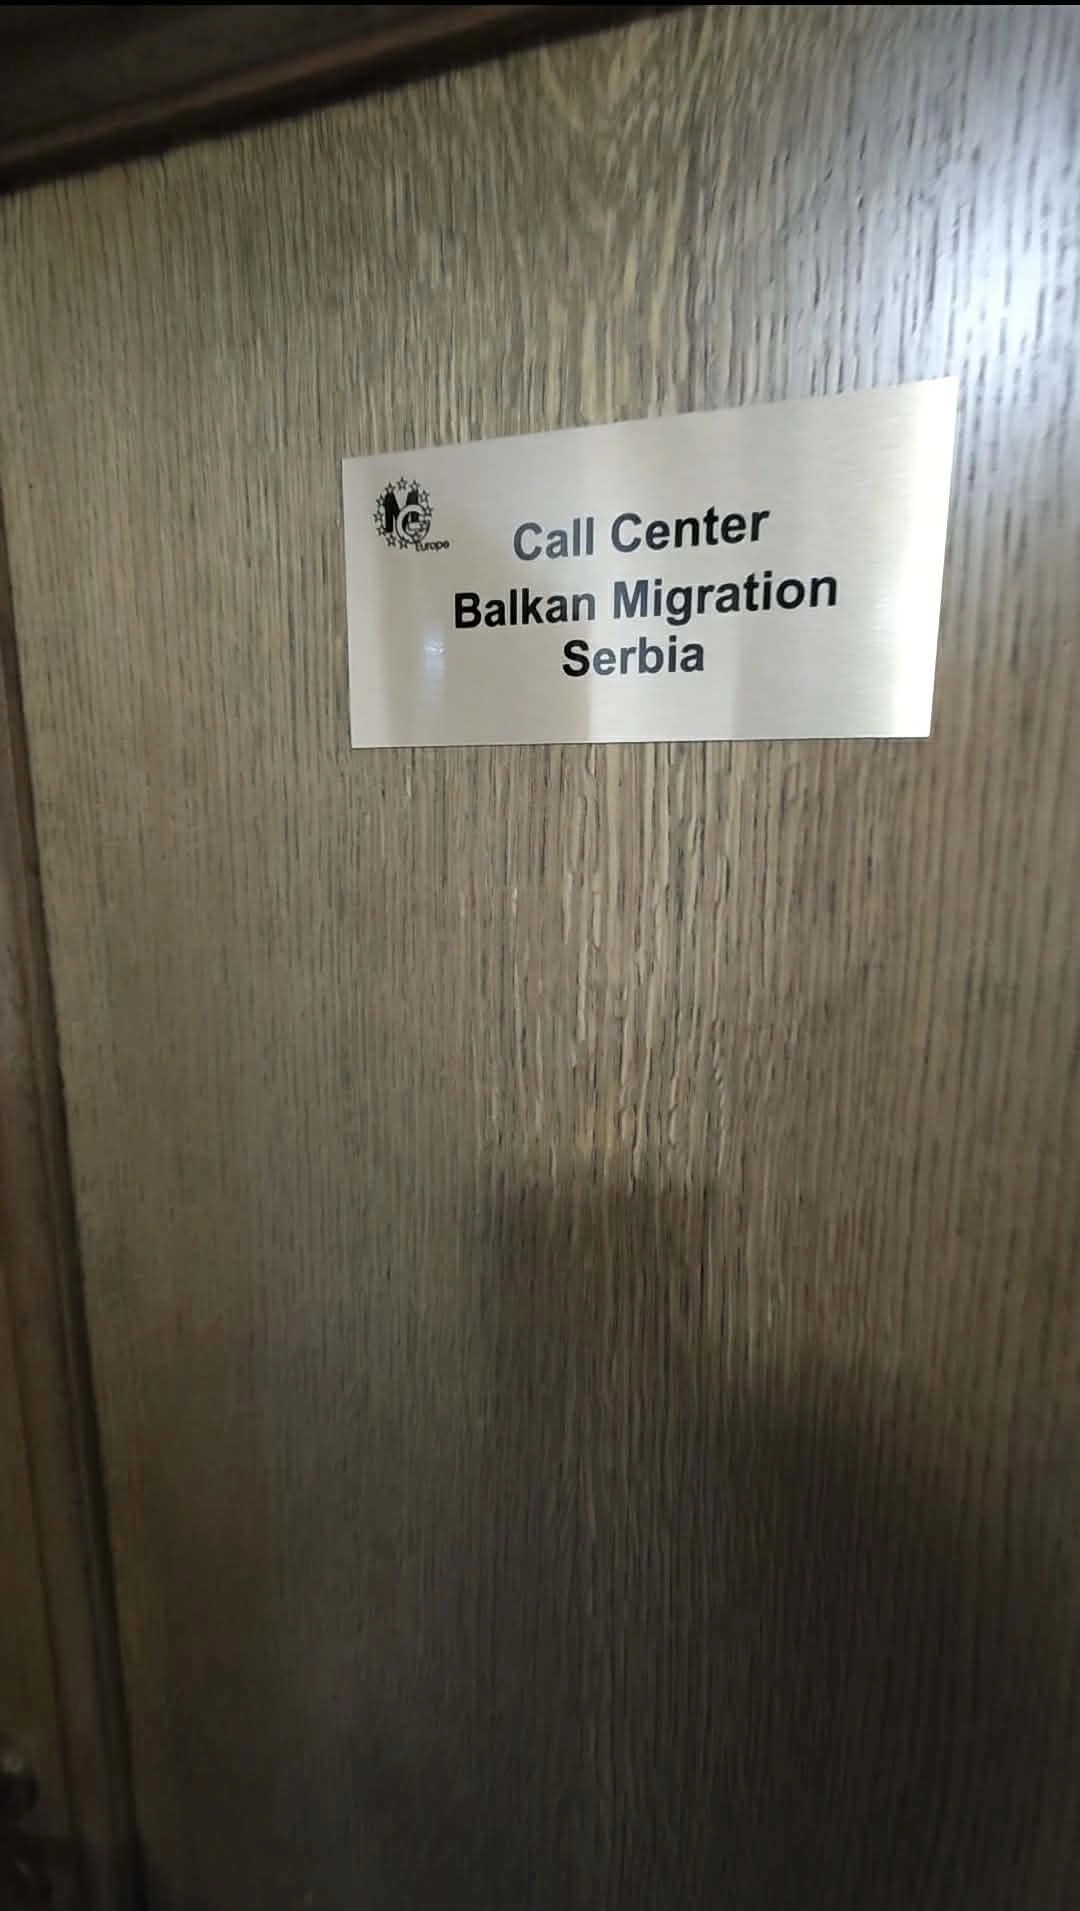 Europe
Call Center
Balkan Migration
Serbia